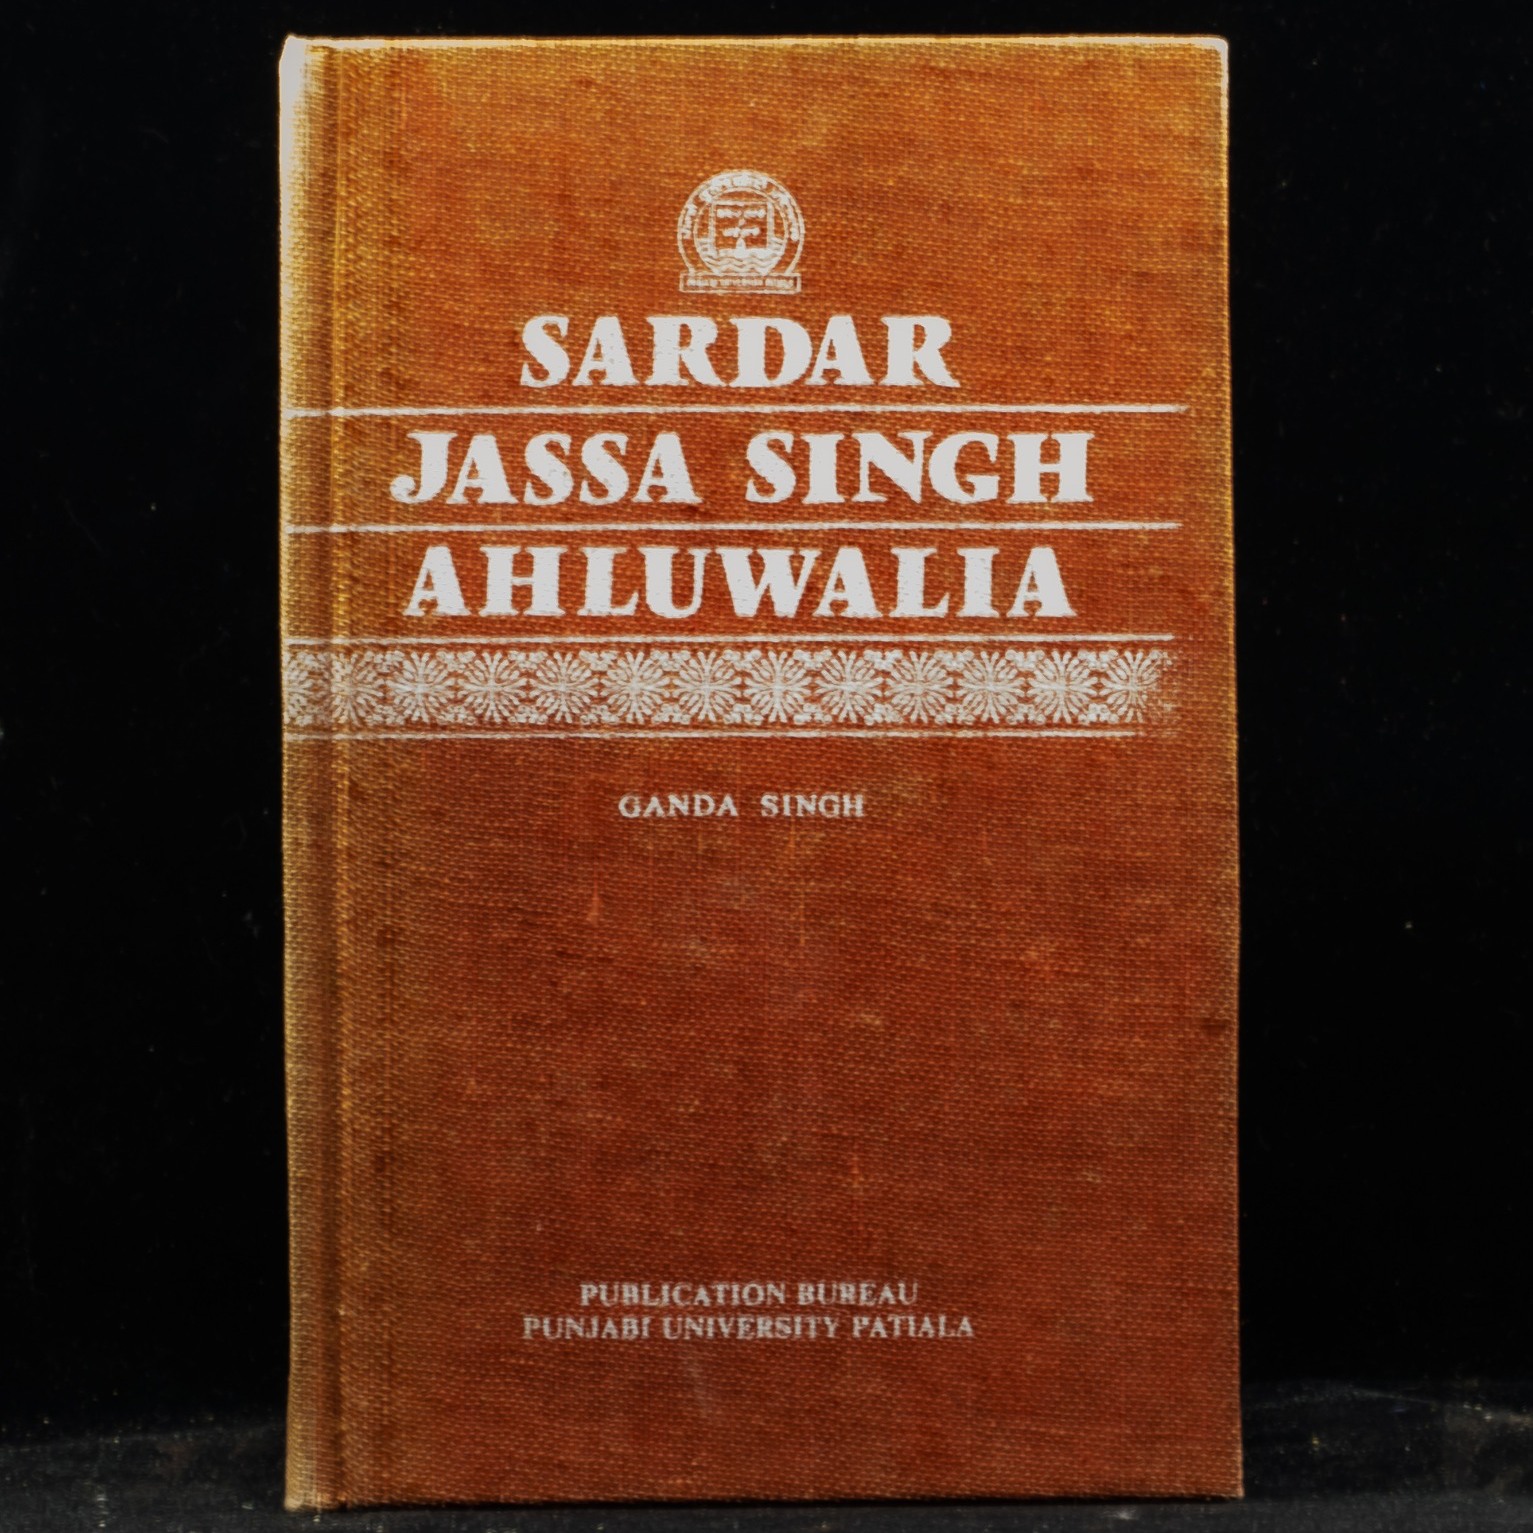 SARDAR
JASSA SINGH
AHLUWALIA
GANDA SINGH
PUBLICATION BUREAU
PUNJABI UNIVERSITY PATIALA